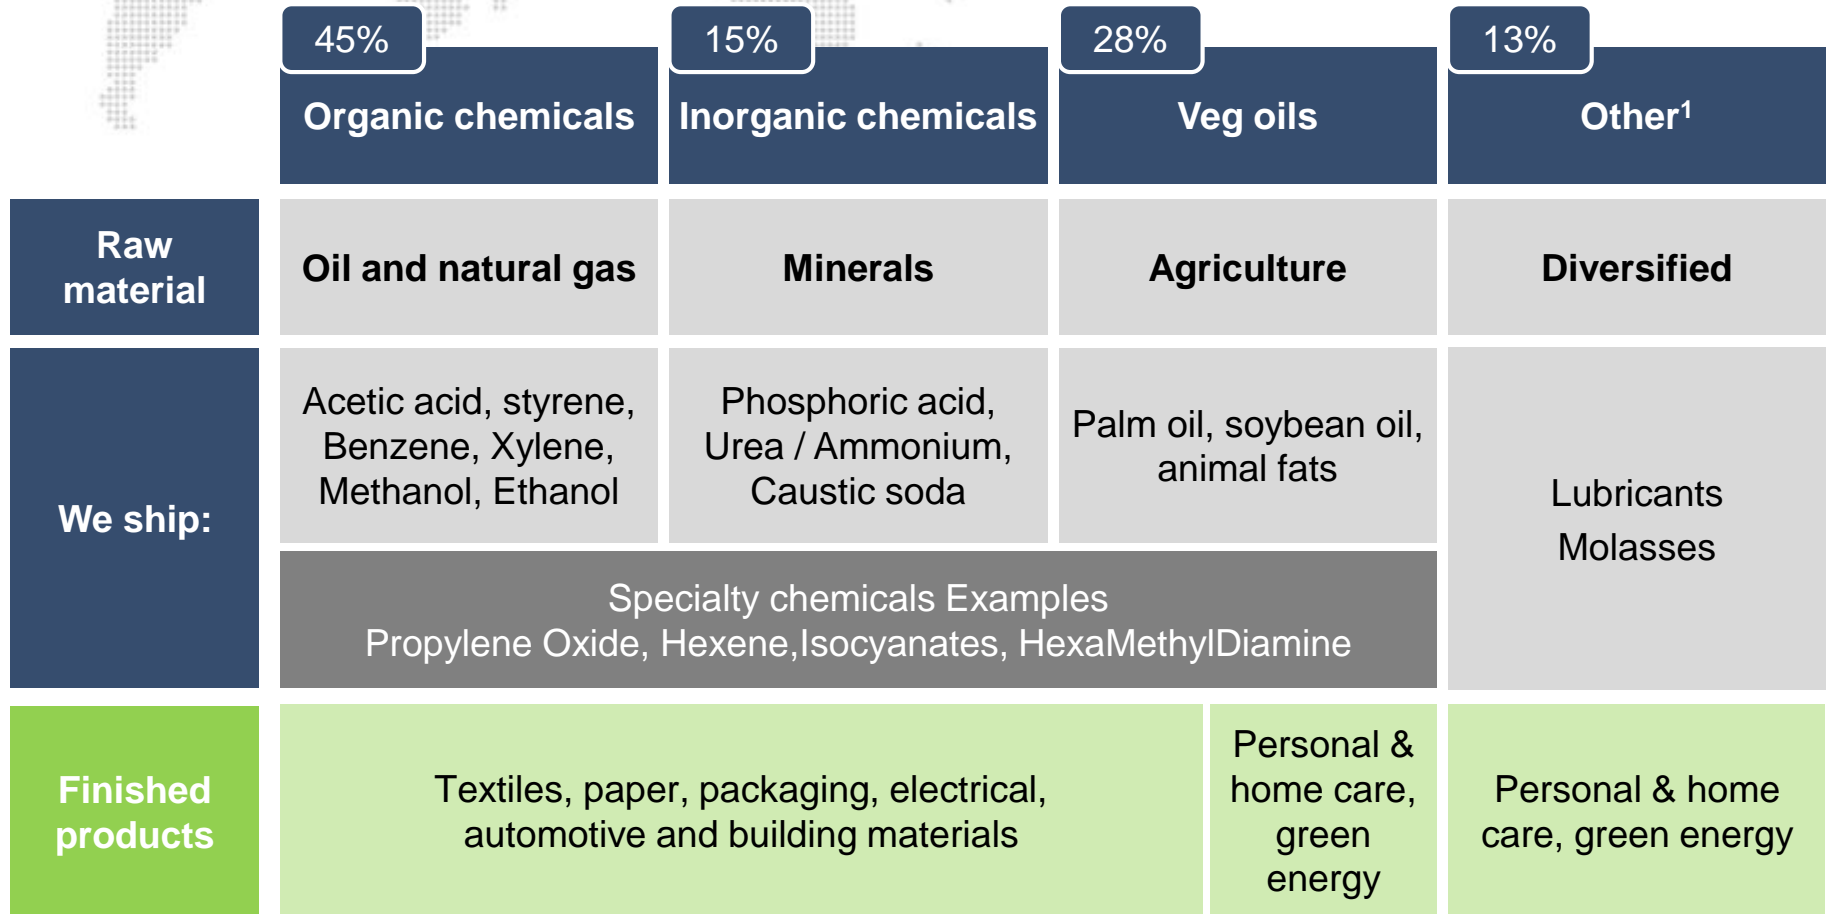 45%
15%
28%
13%
Organic chemicals
Inorganic chemicals
Veg oils
Other¹
Raw
material
Oil and natural gas
Minerals
Agriculture
Diversified
We ship:
Acetic acid, styrene,
Benzene, Xylene,
Methanol, Ethanol
Phosphoric acid,
Urea / Ammonium,
Caustic soda
Palm oil, soybean oil,
animal fats
Lubricants
Molasses
Specialty chemicals Examples
Propylene Oxide, Hexene,Isocyanates, HexaMethylDiamine
Finished
products
Textiles, paper, packaging, electrical,
automotive and building materials
Personal &
home care,
green
energy
Personal & home
care, green energy